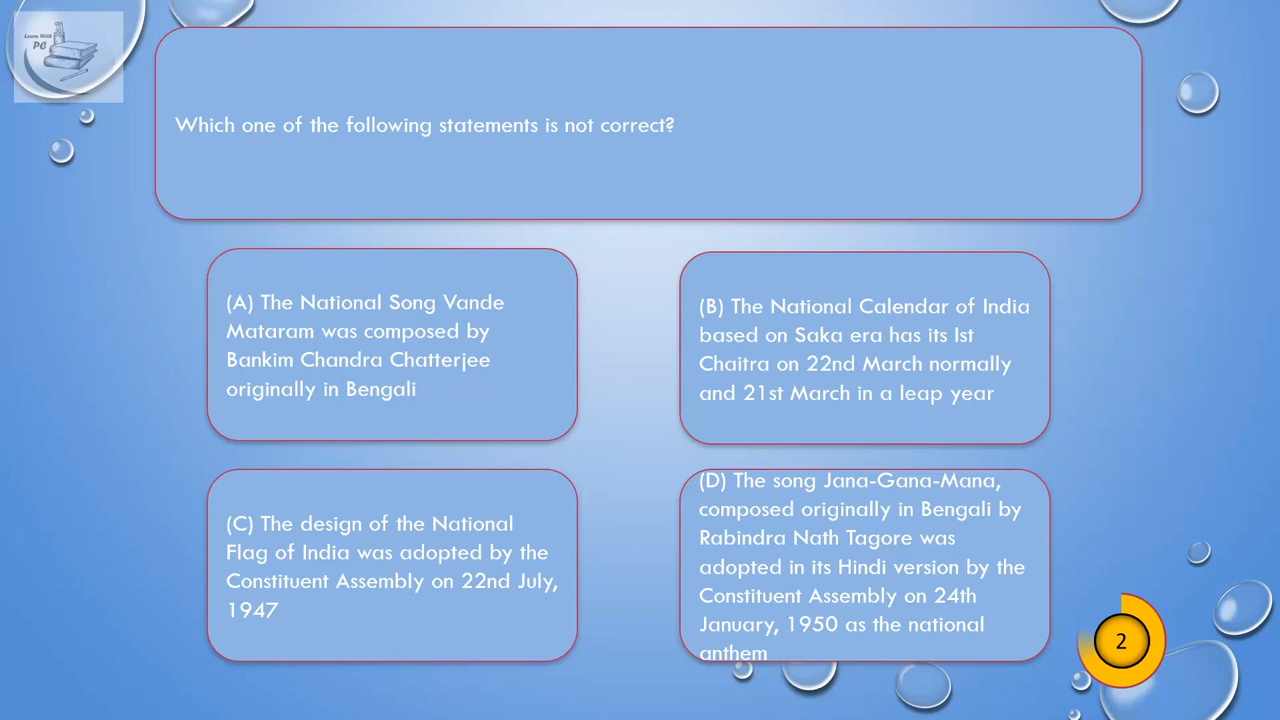 Learn With
PC
Which one of the following statements is not correct?
(A) The National Song Vande
Mataram was composed by
Bankim Chandra Chatterjee
originally in Bengali
(B) The National Calendar of India
based on Saka era has its Ist
Chaitra on 22nd March normally
and 21st March in a leap year
(C) The design of the National
Flag of India was adopted by the
Constituent Assembly on 22nd July,
1947
(D) The song Jana-Gana-Mana,
composed originally in Bengali by
Rabindra Nath Tagore was
adopted in its Hindi version by the
Constituent Assembly on 24th
January, 1950 as the national
anthem
2